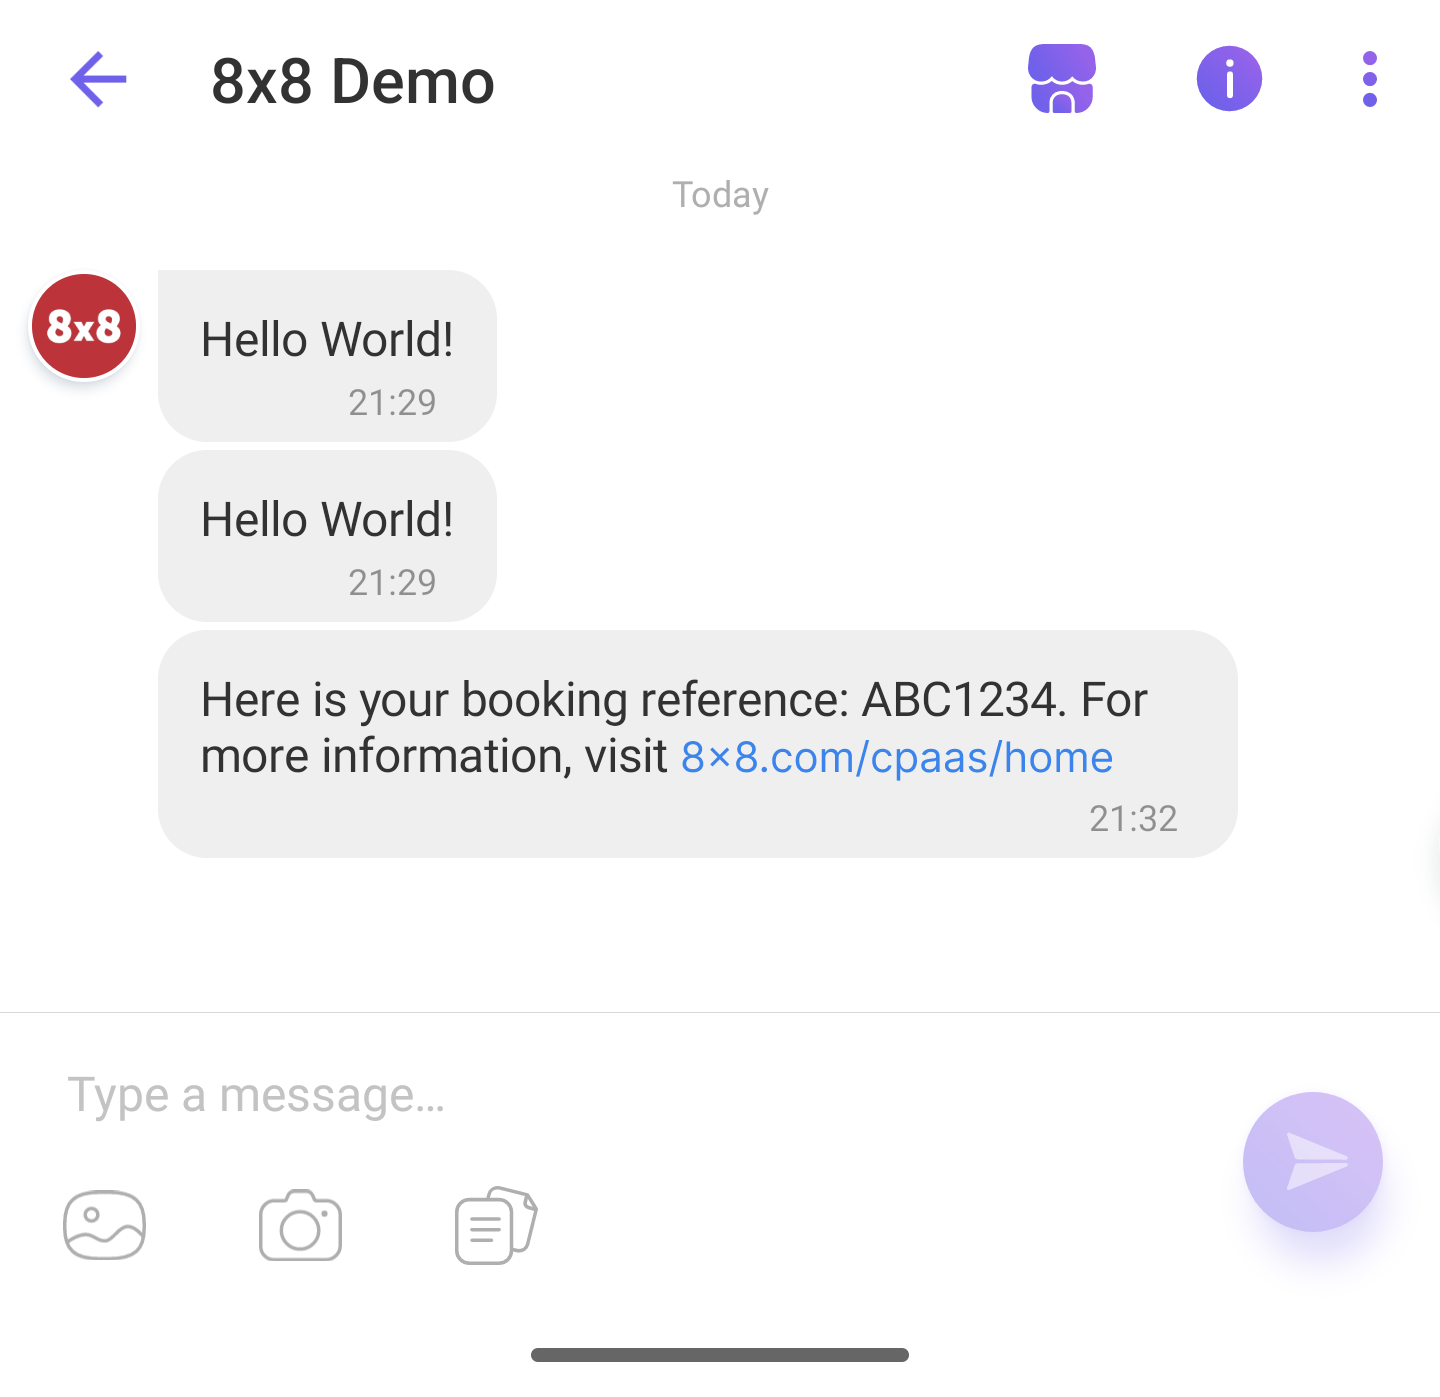 8x8 Demo
Today
8x8
Hello World!
21:29
Hello World!
21:29
Here is your booking reference: ABC1234. For
more information, visit 8×8.com/cpaas/home
21:32
Type a message...